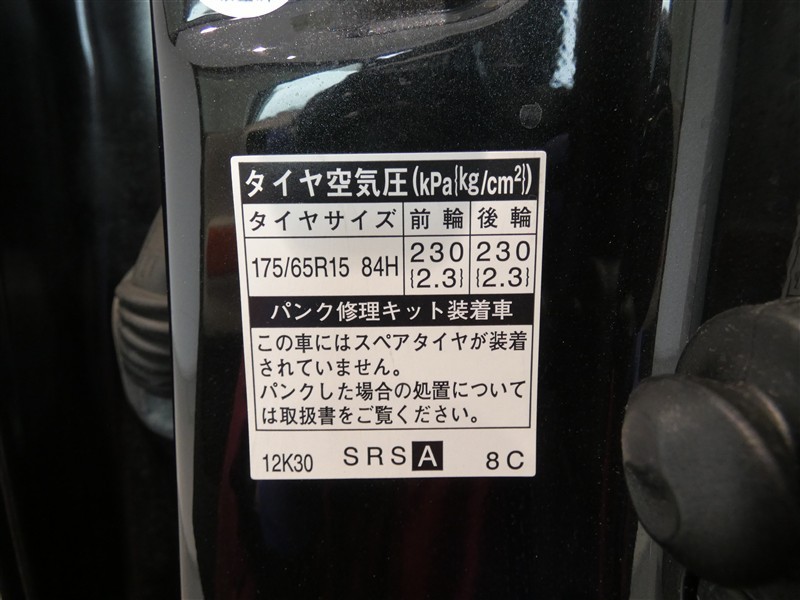 タイヤ空気圧(kPa{kg/cm²})
タイヤサイズ 前輪 後輪
175/65R15 84H 230 {2.3} 230 {2.3}
パンク修理キット装着車
この車にはスペアタイヤが装着
されていません。
パンクした場合の処置について
は取扱書をご覧ください。
12K30 SRS A 8C